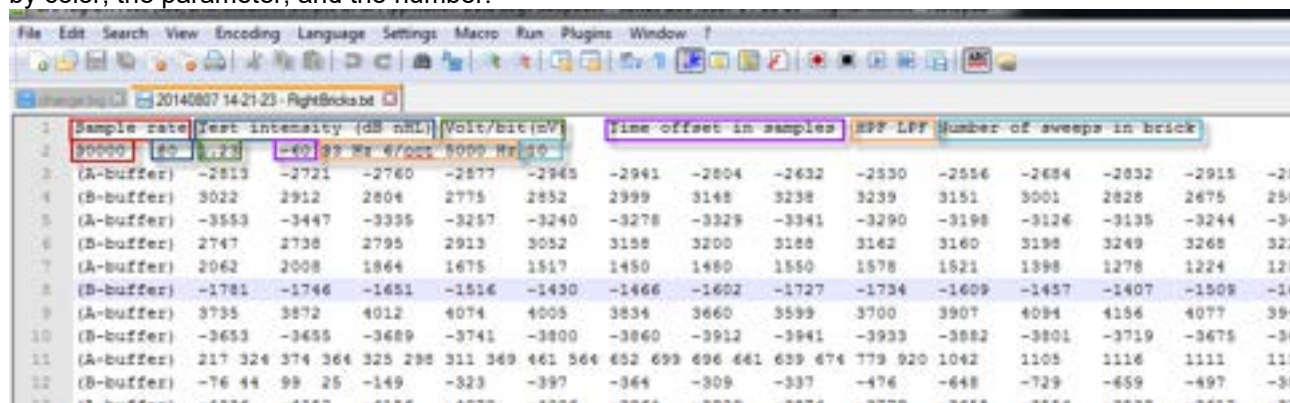 by color, the parameter, and the number.
File Edit Search View Encoding Language Settings Macro Run Plugins Window ?
20140807 14-21-23 - RightBricks.txt
1 Sample rate Test intensity (dB nHL) Volt/bit(nV) Time offset in samples HPF LPF Number of sweeps in brick
2 30000 80 1.23 -60 33 Hz 6/oct 5000 Hz 10
3 (A-buffer) -2813 -2721 -2760 -2877 -2965 -2941 -2804 -2632 -2530 -2556 -2684 -2832 -2915
4 (B-buffer) 3022 2912 2804 2775 2852 2999 3148 3238 3239 3151 3001 2828 2675
5 (A-buffer) -3553 -3447 -3335 -3257 -3240 -3278 -3329 -3341 -3290 -3198 -3126 -3135 -3244
6 (B-buffer) 2747 2738 2795 2913 3052 3158 3200 3188 3162 3160 3198 3249 3268
7 (A-buffer) 2062 2008 1864 1675 1517 1450 1480 1550 1578 1521 1398 1278 1224
8 (B-buffer) -1781 -1746 -1651 -1516 -1430 -1466 -1602 -1727 -1734 -1609 -1457 -1407 -1509
9 (A-buffer) 3735 3872 4012 4074 4005 3834 3660 3599 3700 3907 4094 4156 4077
10 (B-buffer) -3653 -3655 -3689 -3741 -3800 -3860 -3912 -3941 -3933 -3882 -3801 -3719 -3675
11 (A-buffer) 217 324 374 364 325 298 311 369 461 564 652 699 696 661 639 674 779 920 1042 1105 1116 1111
12 (B-buffer) -76 44 99 25 -149 -323 -397 -364 -309 -337 -476 -648 -729 -659 -497